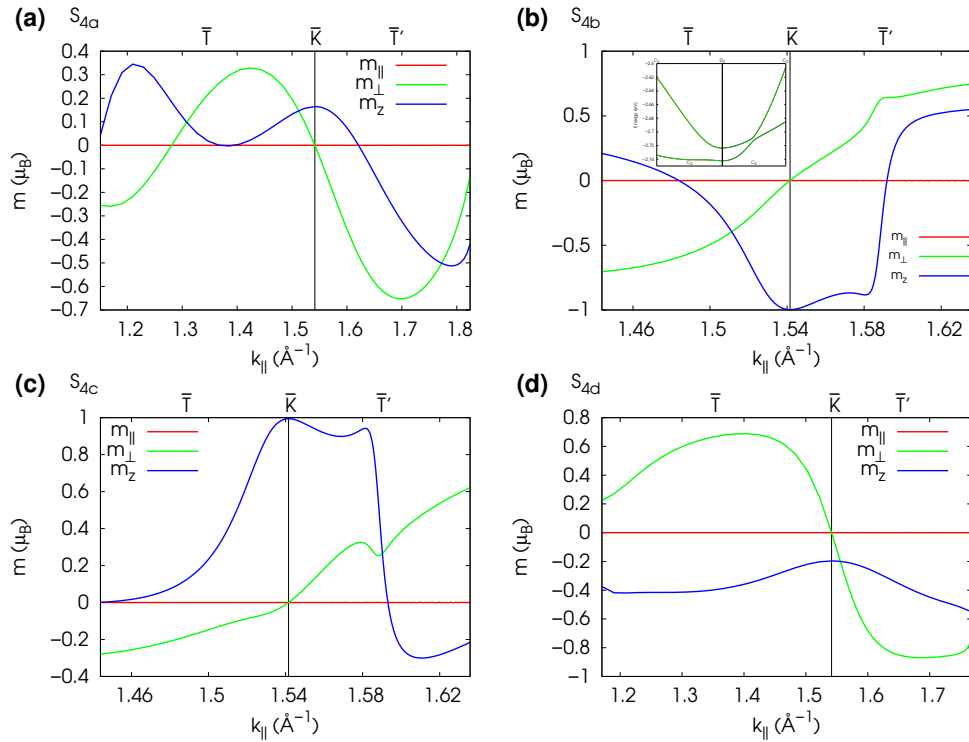 (a) S4a T̅ K̅ T̅′
m|| 
m⊥
mz
0.4
0.3
0.2
0.1
0
-0.1
-0.2
-0.3
-0.4
-0.5
-0.6
-0.7
m (μB)
1.2 1.3 1.4 1.5 1.6 1.7 1.8
k|| (Å−1)
(b) S4b T̅ K̅ T̅′
1
0.5
0
-0.5
-1
m (μB)
Energy (eV)
m||
m⊥
mz
1.46 1.5 1.54 1.59 1.62
k|| (Å−1)
(c) S4c T̅ K̅ T̅′
m||
m⊥
mz
1
0.8
0.6
0.4
0.2
0
-0.2
-0.4
m (μB)
1.46 1.5 1.54 1.59 1.62
k|| (Å−1)
(d) S4d T̅ K̅ T̅′
m||
m⊥
mz
0.8
0.6
0.4
0.2
0
-0.2
-0.4
-0.6
-0.8
-1
m (μB)
1.2 1.3 1.4 1.5 1.6 1.7
k|| (Å−1)